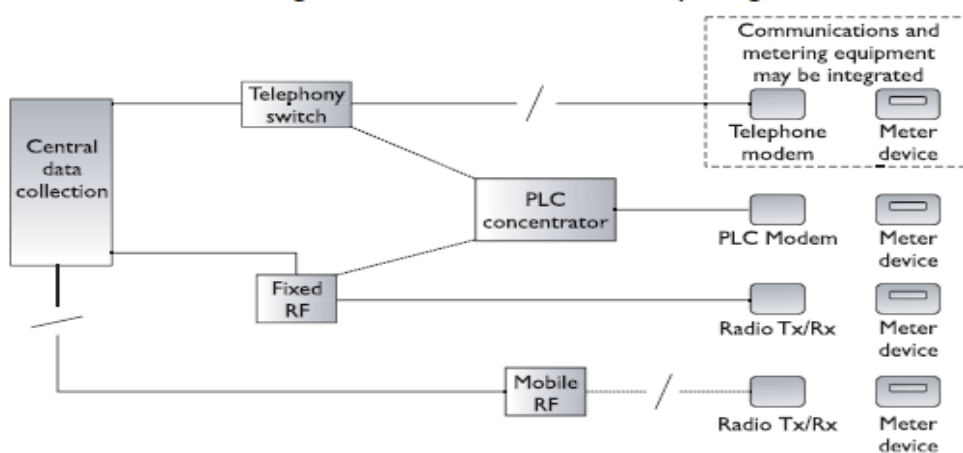 Communications and
metering equipment
may be integrated
Telephony
switch
Central
data
collection
Telephone
modem
Meter
device
PLC
concentrator
PLC Modem
Meter
device
Fixed
RF
Radio Tx/Rx
Meter
device
Mobile
RF
Radio Tx/Rx
Meter
device